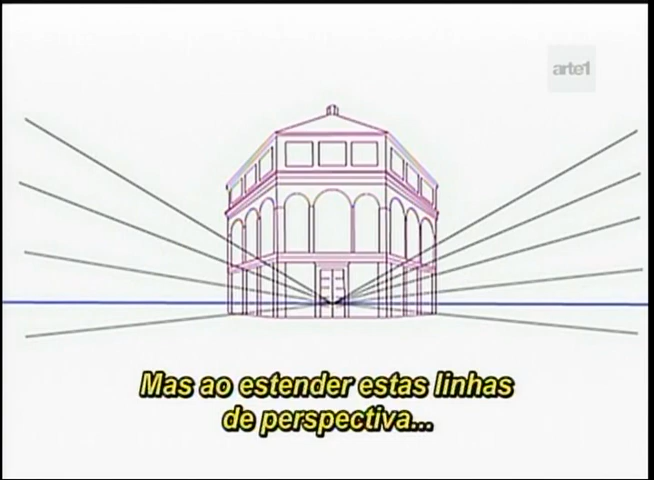 arte1
Mas ao estender estas linhas
de perspectiva...